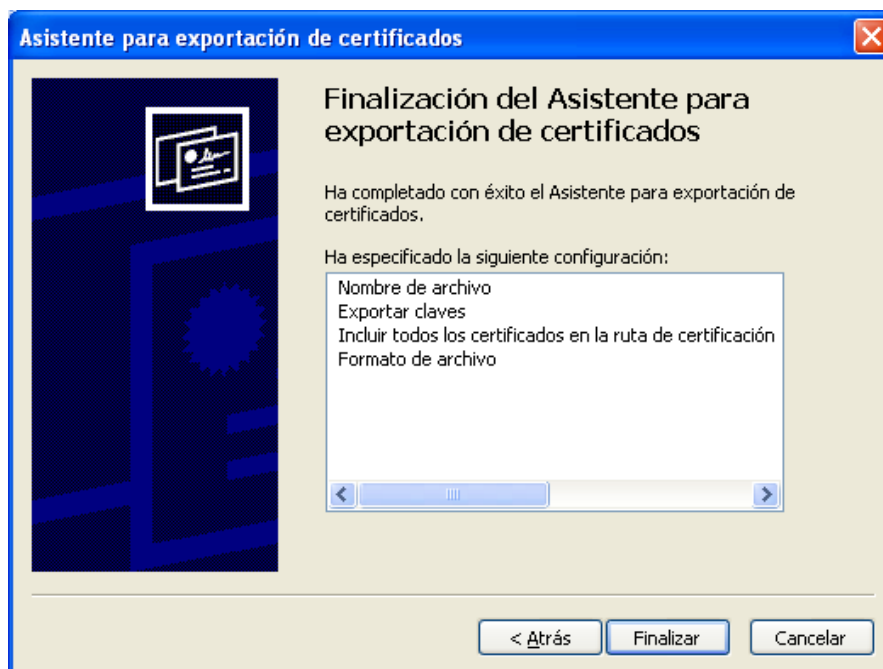 Asistente para exportación de certificados
Finalización del Asistente para
exportación de certificados
Ha completado con éxito el Asistente para exportación de
certificados.
Ha especificado la siguiente configuración:
Nombre de archivo
Exportar claves
Incluir todos los certificados en la ruta de certificación
Formato de archivo
< Atrás
Finalizar
Cancelar